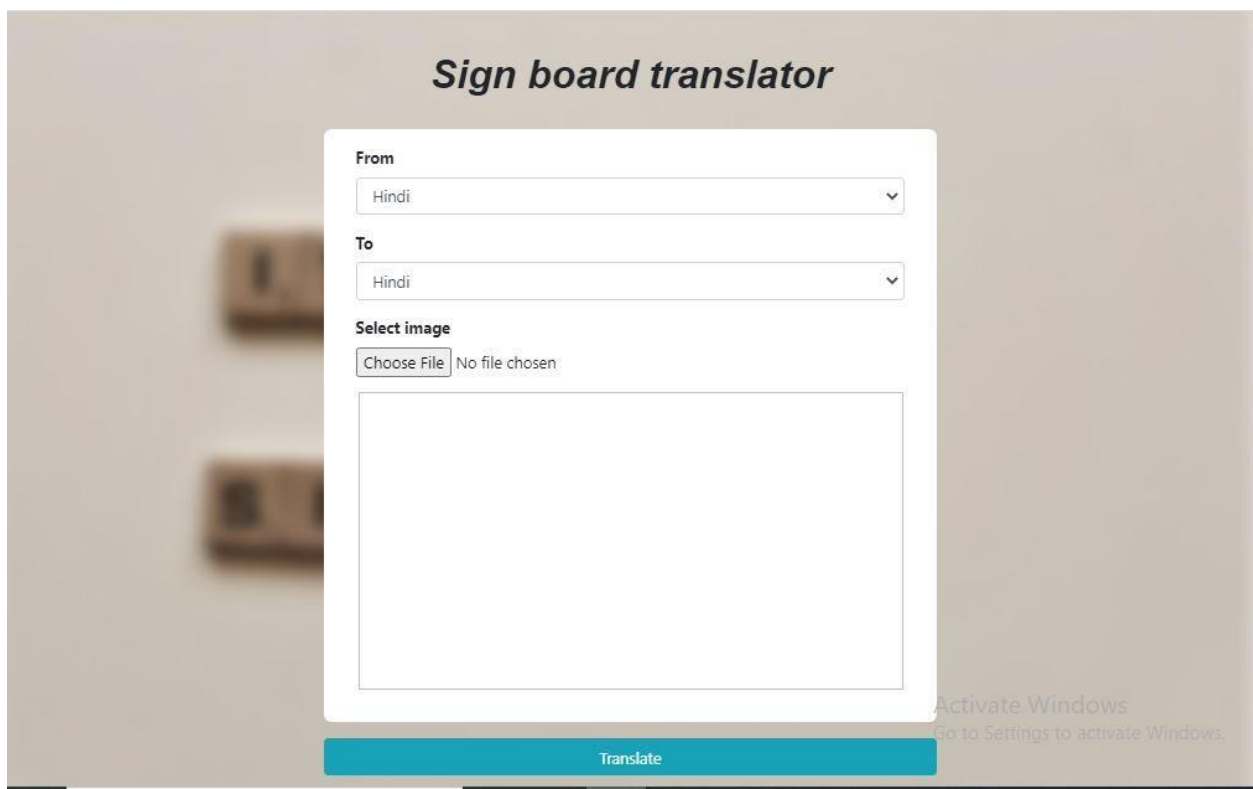 Sign board translator
From
Hindi
To
Hindi
Select image
Choose File No file chosen
Activate Windows
Go to Settings to activate Windows.
Translate